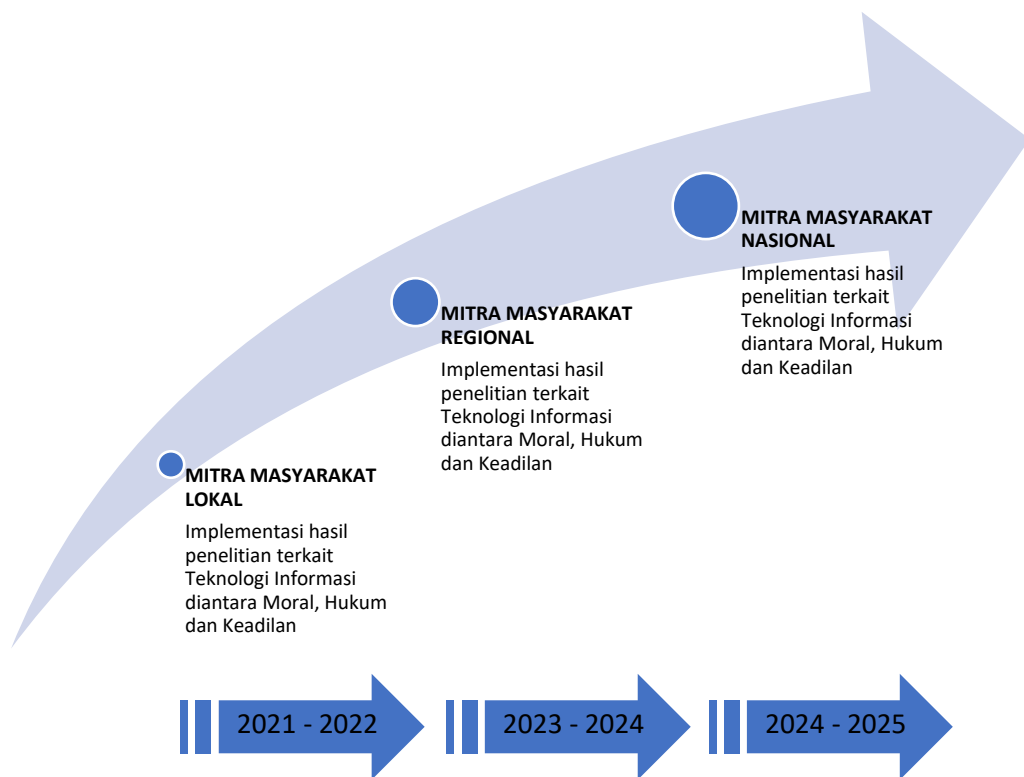 MITRA MASYARAKAT
NASIONAL
Implementasi hasil
penelitian terkait
Teknologi Informasi
diantara Moral, Hukum
dan Keadilan
MITRA MASYARAKAT
REGIONAL
Implementasi hasil
penelitian terkait
Teknologi Informasi
diantara Moral, Hukum
dan Keadilan
MITRA MASYARAKAT
LOKAL
Implementasi hasil
penelitian terkait
Teknologi Informasi
diantara Moral, Hukum
dan Keadilan
2021 - 2022
2023 - 2024
2024 - 2025